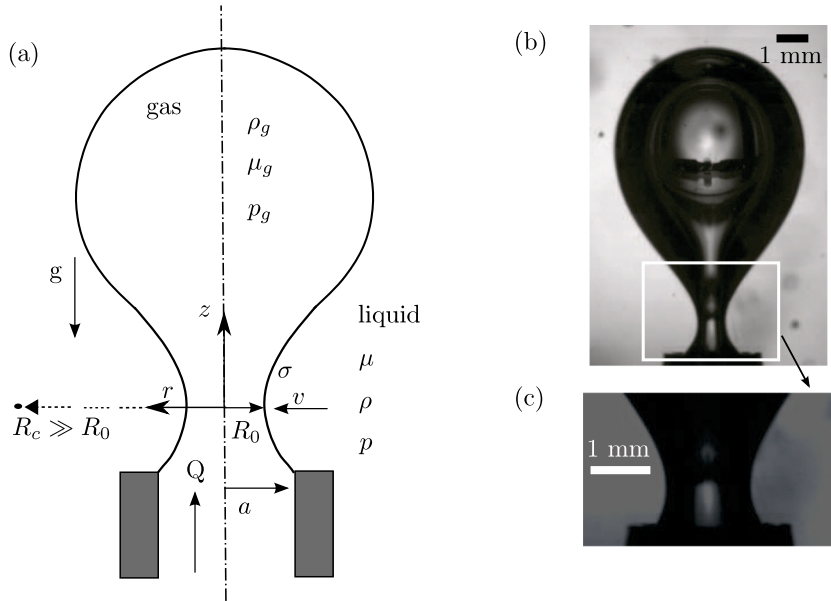 (a)
gas
ρ_g
μ_g
p_g
g
z
liquid
σ
μ
r
v
ρ
R_c ≫ R_0
R_0
p
Q
a
(b)
1 mm
(c)
1 mm